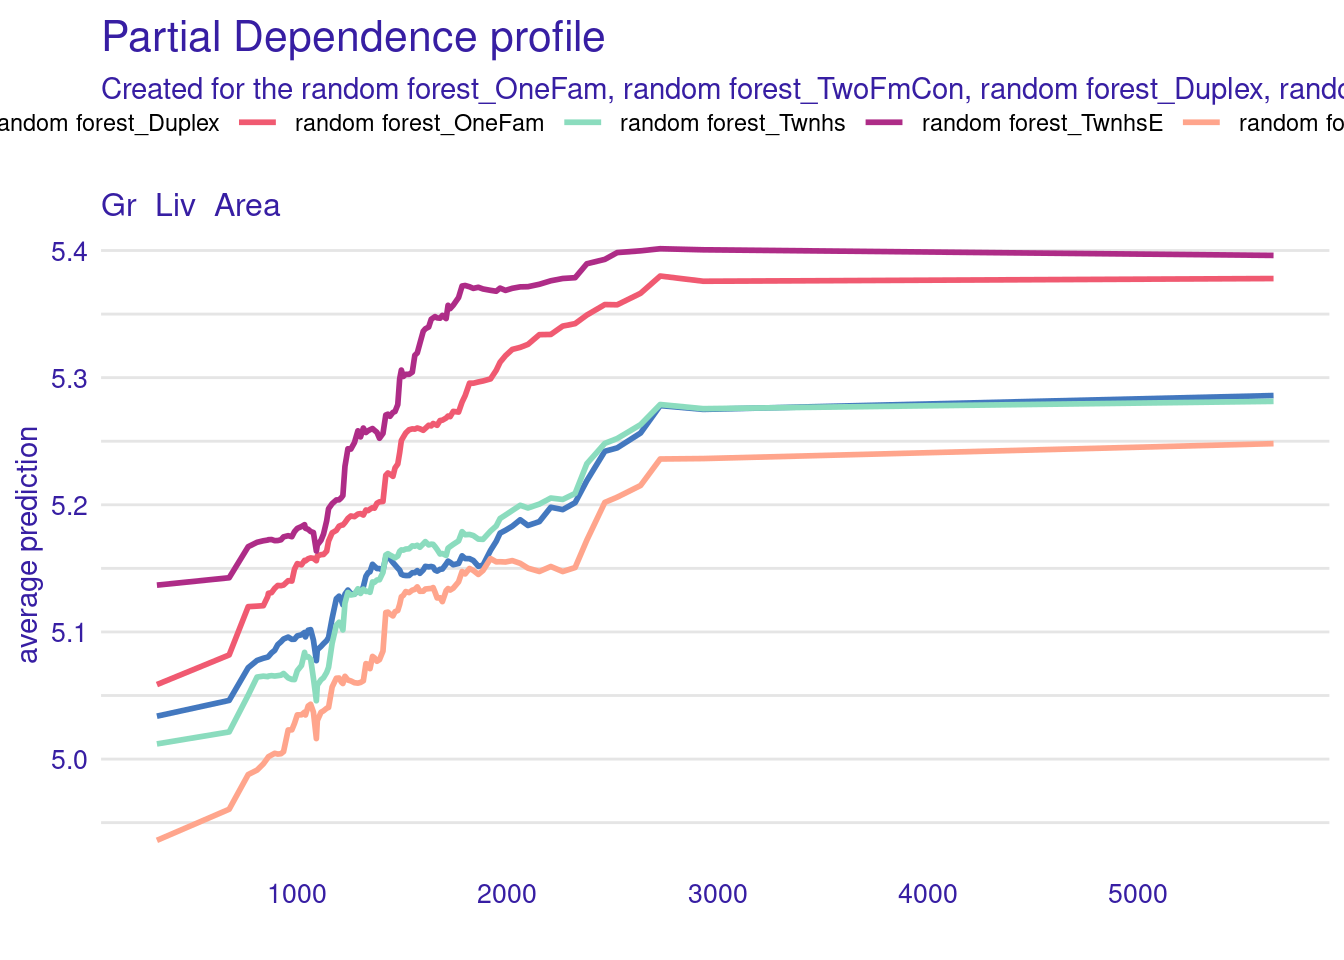 Partial Dependence profile
Created for the random forest_OneFam, random forest_TwoFmCon, random forest_Duplex,
forest_Duplex random forest_OneFam random forest_Twnhs random forest_TwnhsE random
Gr Liv Area
5.4
5.3
5.2
5.1
5.0
average prediction
1000 2000 3000 4000 5000